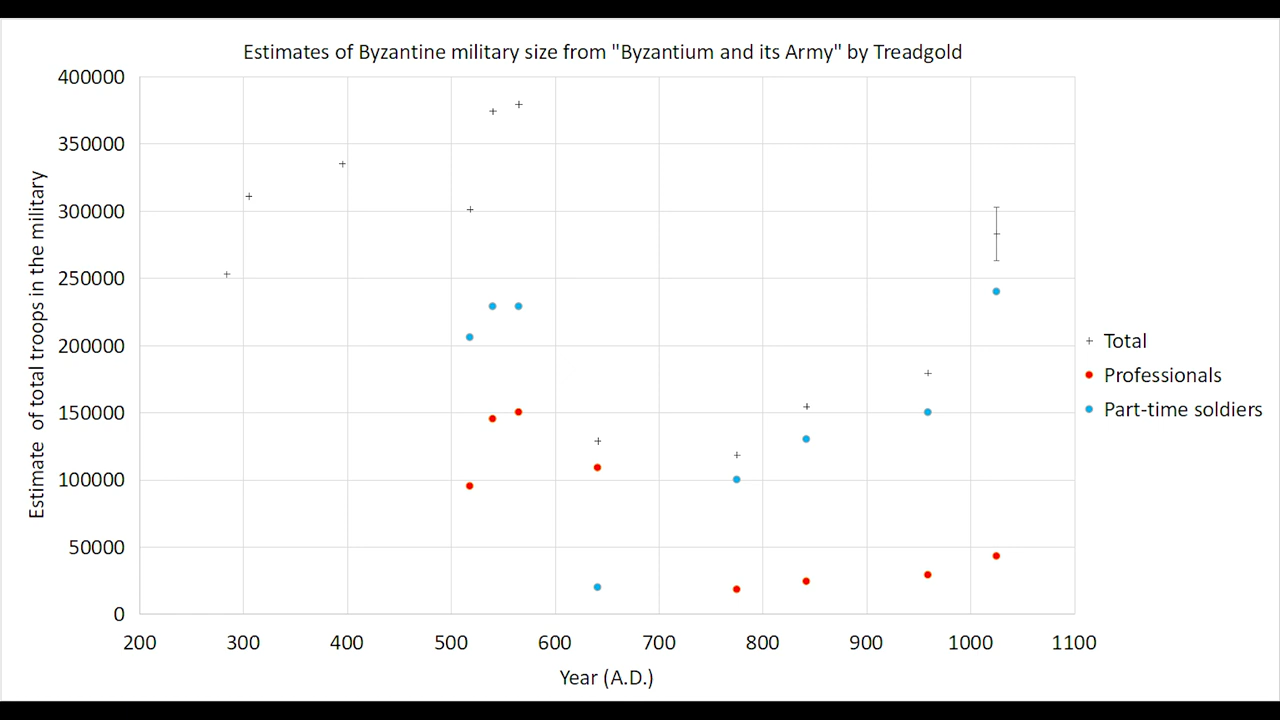 Estimates of Byzantine military size from "Byzantium and its Army" by Treadgold
400000
350000
300000
250000
200000
150000
100000
50000
0
Estimate of total troops in the military
200 300 400 500 600 700 800 900 1000 1100
Year (A.D.)
Total
Professionals
Part-time soldiers